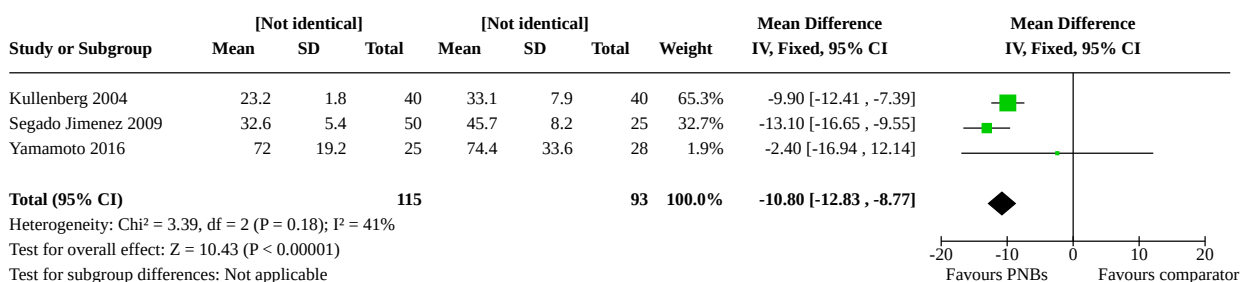 [Not identical] [Not identical] Mean Difference Mean Difference
Study or Subgroup Mean SD Total Mean SD Total Weight IV, Fixed, 95% CI IV, Fixed, 95% CI
Kullenberg 2004 23.2 1.8 40 33.1 7.9 40 65.3% -9.90 [-12.41 , -7.39]
Segado Jimenez 2009 32.6 5.4 50 45.7 8.2 25 32.7% -13.10 [-16.65 , -9.55]
Yamamoto 2016 72 19.2 25 74.4 33.6 28 1.9% -2.40 [-16.94 , 12.14]
Total (95% CI) 115 93 100.0% -10.80 [-12.83 , -8.77]
Heterogeneity: Chi² = 3.39, df = 2 (P = 0.18); I² = 41%
Test for overall effect: Z = 10.43 (P < 0.00001) -20 -10 0 10 20
Test for subgroup differences: Not applicable Favours PNBs Favours comparator